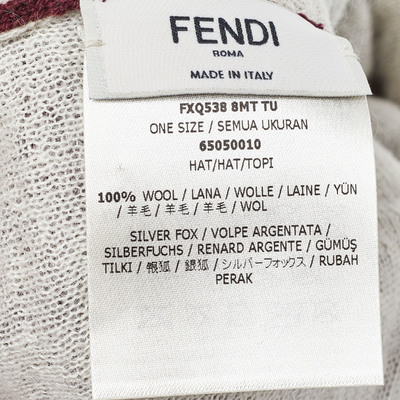 FENDI
ROMA
MADE IN ITALY
FXQ538 8MT TU
ONE SIZE / SEMUA UKURAN
65050010
HAT/HAT/TOPI
100% WOOL / LANA / WOLLE / LAINE / YÜN
/ 羊毛 / 羊毛 / 羊毛 / WOL
SILVER FOX / VOLPE ARGENTATA /
SILBERFUCHS / RENARD ARGENTE / GÜMÜŞ
TILKI / 银狐 / 銀狐 / シルバーフォックス / RUBAH
PERAK